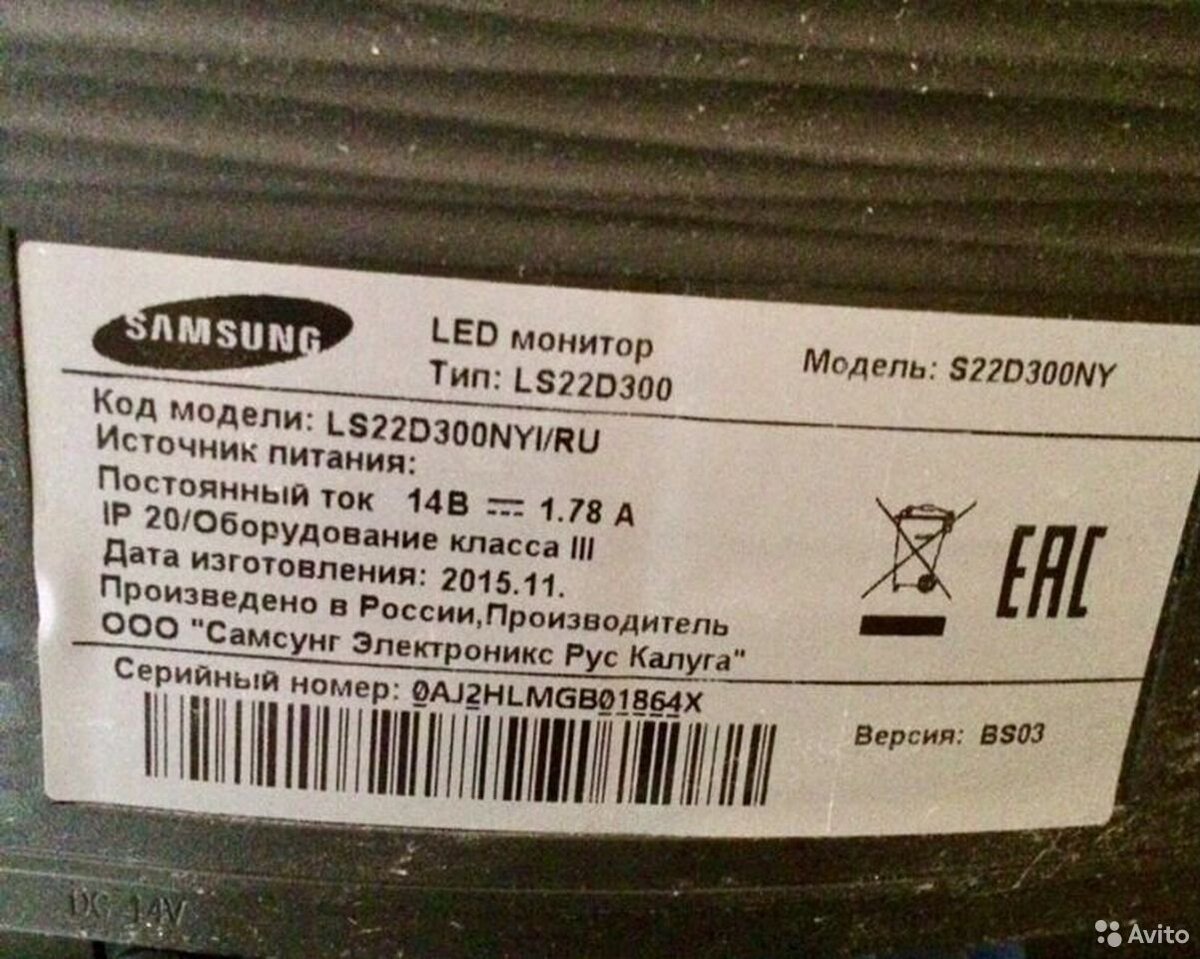 SAMSUNG
LED монитор
Тип: LS22D300
Модель: S22D300NY
Код модели: LS22D300NYI/RU
Источник питания:
Постоянный ток 14В ⎓ 1.78 А
IP 20/Оборудование класса III
Дата изготовления: 2015.11.
Произведено в России,Производитель
ООО "Самсунг Электроникс Рус Калуга"
EAC
Серийный номер: 0AJ2HLMGB01864X
Версия: BS03
DC 14V
Avito